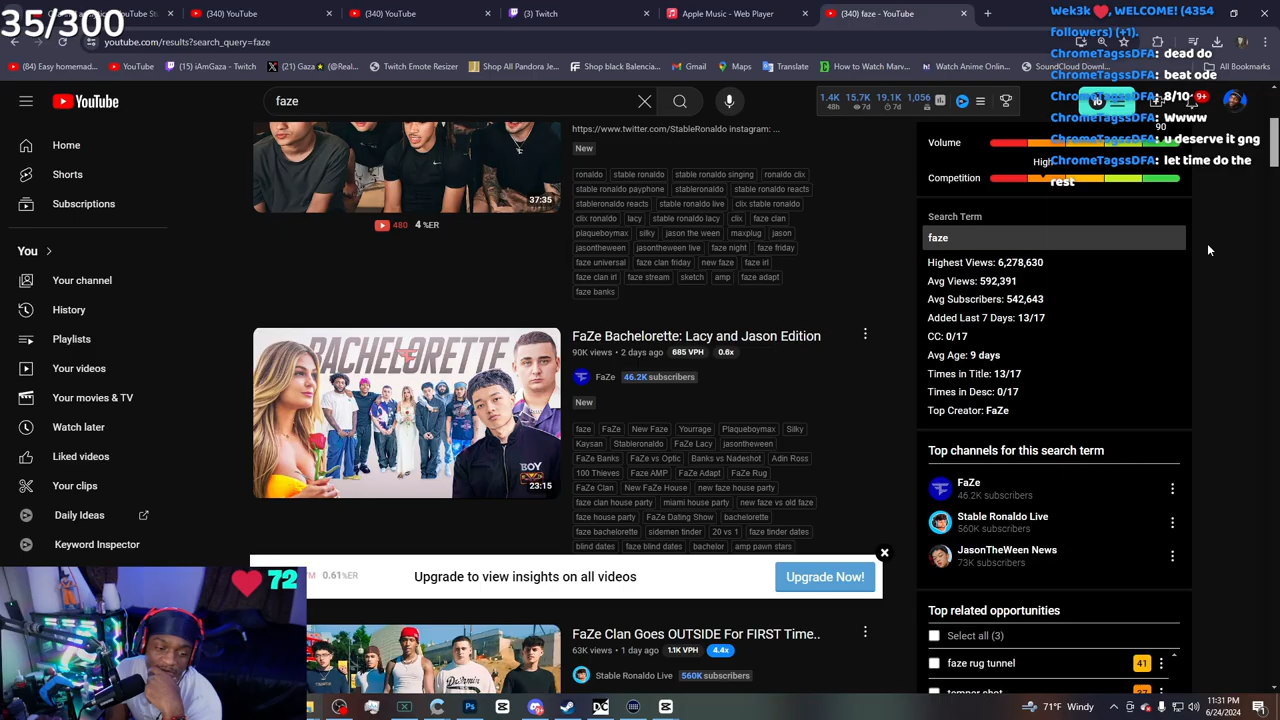 35/300
(340) YouTube
(340) YouTube
(3) Twitch
Apple Music - Web Player
(340) faze - YouTube
Wek3k, WELCOME! (4354
followers) (+1).
ChromeTagssDFA: dead do
ChromeTagssDFA: beat ode
ChromeTagssDFA: 8/10
ChromeTagssDFA: Wwww
ChromeTagssDFA: u deserve it gng
ChromeTagssDFA: let time do the
rest
youtube.com/results?search_query=faze
(84) Easy homemad...
YouTube
(15) iAmGaza - Twitch
(21) Gaza
(@Rea...
Twitch Emote Resizer
Shop All Pandora Je...
Shop black Balencia...
Gmail
Maps
Translate
How to Watch Marv...
Watch Anime Online...
SoundCloud Downl...
All Bookmarks
YouTube
faze
1.4K 15.7K 19.1K 1,056
48h 7d 7d
9+
Home
Shorts
Subscriptions
You
Your channel
History
Playlists
Your videos
Your movies & TV
Watch later
Liked videos
Your clips
Daily Ideas
Keyword Inspector
72
37:35
480 4 %ER
https://www.twitter.com/StableRonaldo instagram: ...
New
ronaldo stable ronaldo stable ronaldo singing ronaldo clix
stable ronaldo payphone stableronaldo stable ronaldo reacts
stableronaldo reacts stable ronaldo live clix stable ronaldo
clix ronaldo lacy stable ronaldo lacy clix faze clan
plaqueboymax silky jason the ween maxplug jason
jasontheween jasontheween live faze night faze friday
faze universal faze clan friday new faze faze irl
faze clan irl faze stream sketch amp faze adapt
faze banks
BACHELORETTE
BOY
23:15
FaZe Bachelorette: Lacy and Jason Edition
90K views • 2 days ago 685 VPH 0.6x
FaZe 46.2K subscribers
New
faze FaZe New Faze Yourrage Plaqueboymax Silky
Kaysan Stableronaldo FaZe Lacy jasontheween
FaZe Banks FaZe vs Optic Banks vs Nadeshot Adin Ross
100 Thieves Faze AMP FaZe Adapt FaZe Rug
FaZe Clan New FaZe House new faze house party
faze clan house party miami house party new faze vs old faze
faze house party FaZe Dating Show bachelorette
faze bachelorette sidemen tinder 20 vs 1 faze tinder dates
blind dates faze blind dates bachelor amp pawn stars
0.61%ER
Upgrade to view insights on all videos
Upgrade Now!
FaZe Clan Goes OUTSIDE For FIRST Time..
63K views • 1 day ago 1.1K VPH 4.4x
Stable Ronaldo Live 560K subscribers
90
Volume
High
Competition
Search Term
faze
Highest Views: 6,278,630
Avg Views: 592,391
Avg Subscribers: 542,643
Added Last 7 Days: 13/17
CC: 0/17
Avg Age: 9 days
Times in Title: 13/17
Times in Desc: 0/17
Top Creator: FaZe
Top channels for this search term
FaZe
46.2K subscribers
Stable Ronaldo Live
560K subscribers
JasonTheWeen News
73K subscribers
Top related opportunities
Select all (3)
faze rug tunnel
41
71°F Windy
11:31 PM
6/24/2024